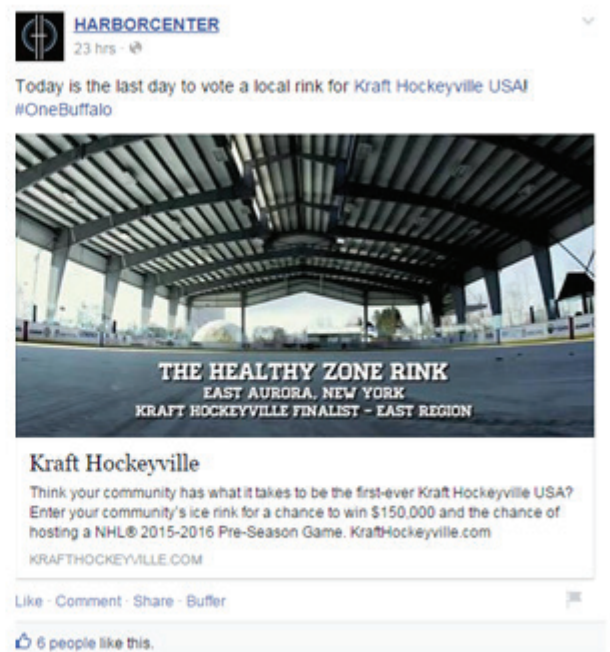 HARBORCENTER
23 hrs ·
Today is the last day to vote a local rink for Kraft Hockeyville USA!
#OneBuffalo
THE HEALTHY ZONE RINK
EAST AURORA, NEW YORK
KRAFT HOCKEYVILLE FINALIST - EAST REGION
Kraft Hockeyville
Think your community has what it takes to be the first-ever Kraft Hockeyville USA?
Enter your community's ice rink for a chance to win $150,000 and the chance of
hosting a NHL® 2015-2016 Pre-Season Game. KraftHockeyville.com
KRAFTHOCKEYVILLE.COM
Like · Comment · Share · Buffer
6 people like this.